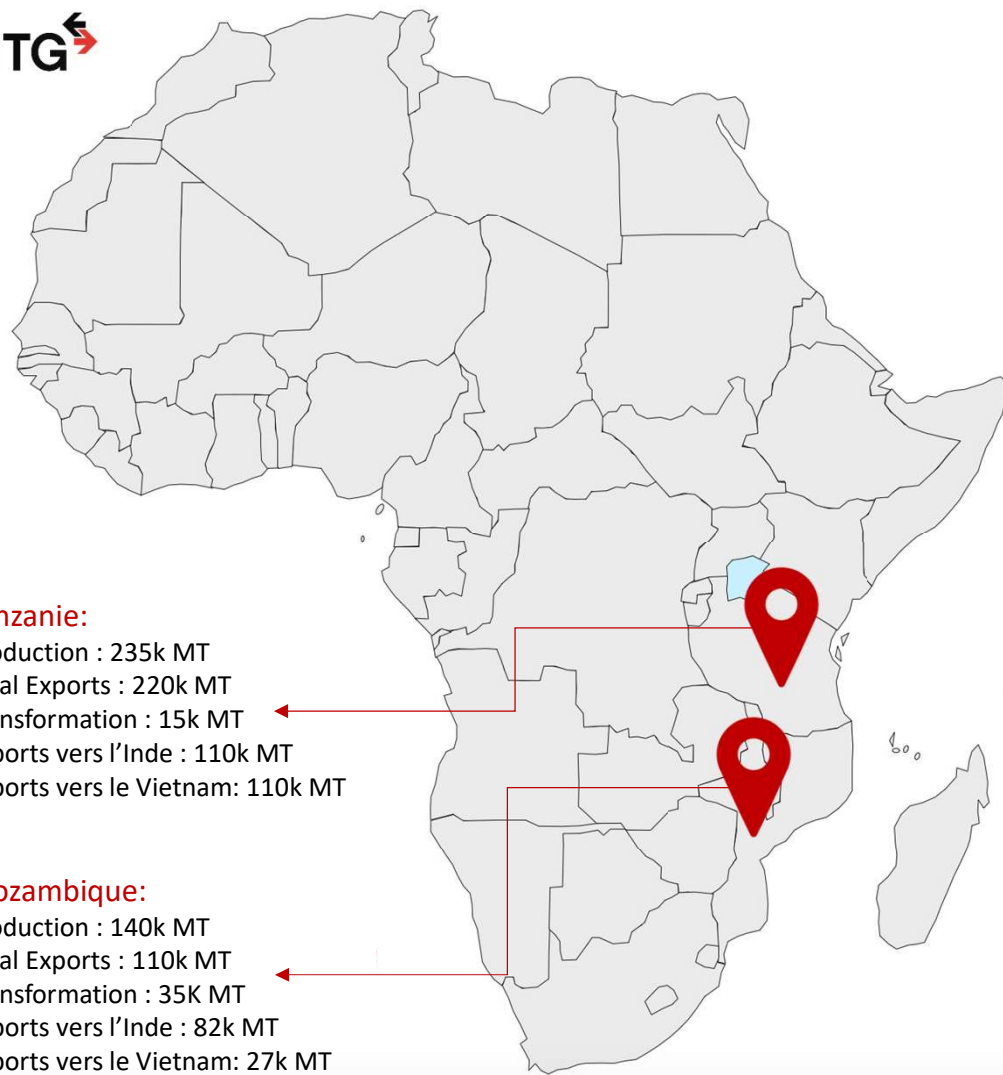 TG
nzanie:
oduction : 235k MT
al Exports : 220k MT
ansformation : 15k MT
ports vers l’Inde : 110k MT
ports vers le Vietnam: 110k MT
ozambique:
oduction : 140k MT
al Exports : 110k MT
ansformation : 35K MT
ports vers l’Inde : 82k MT
ports vers le Vietnam: 27k MT